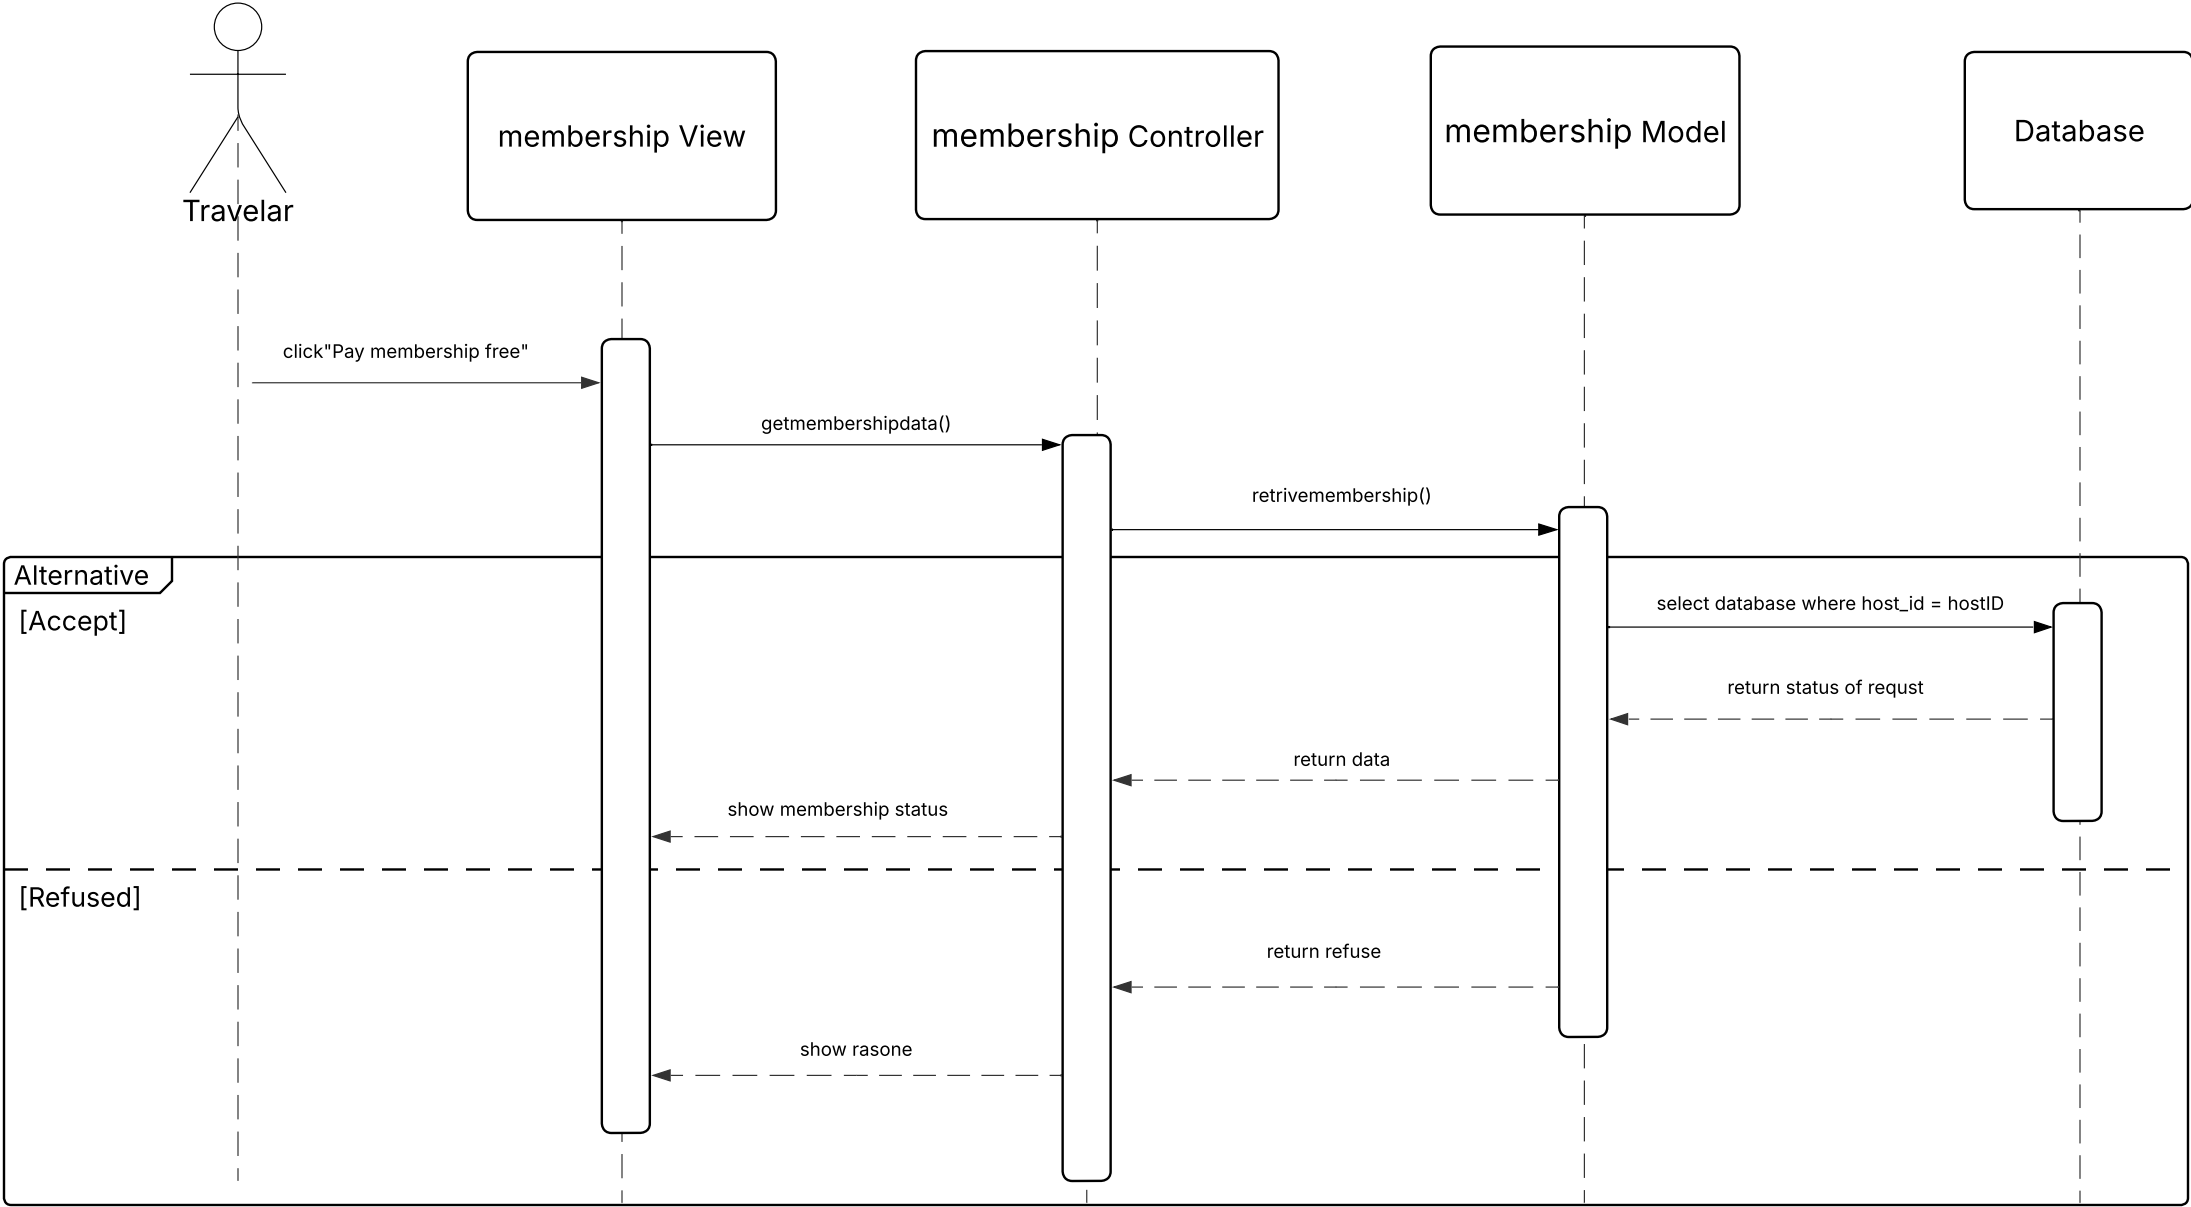 Travelar
membership View
membership Controller
membership Model
Database
click"Pay membership free"
getmembershipdata()
retrivemembership()
Alternative
[Accept]
select database where host_id = hostID
return status of requst
return data
show membership status
[Refused]
return refuse
show rasone